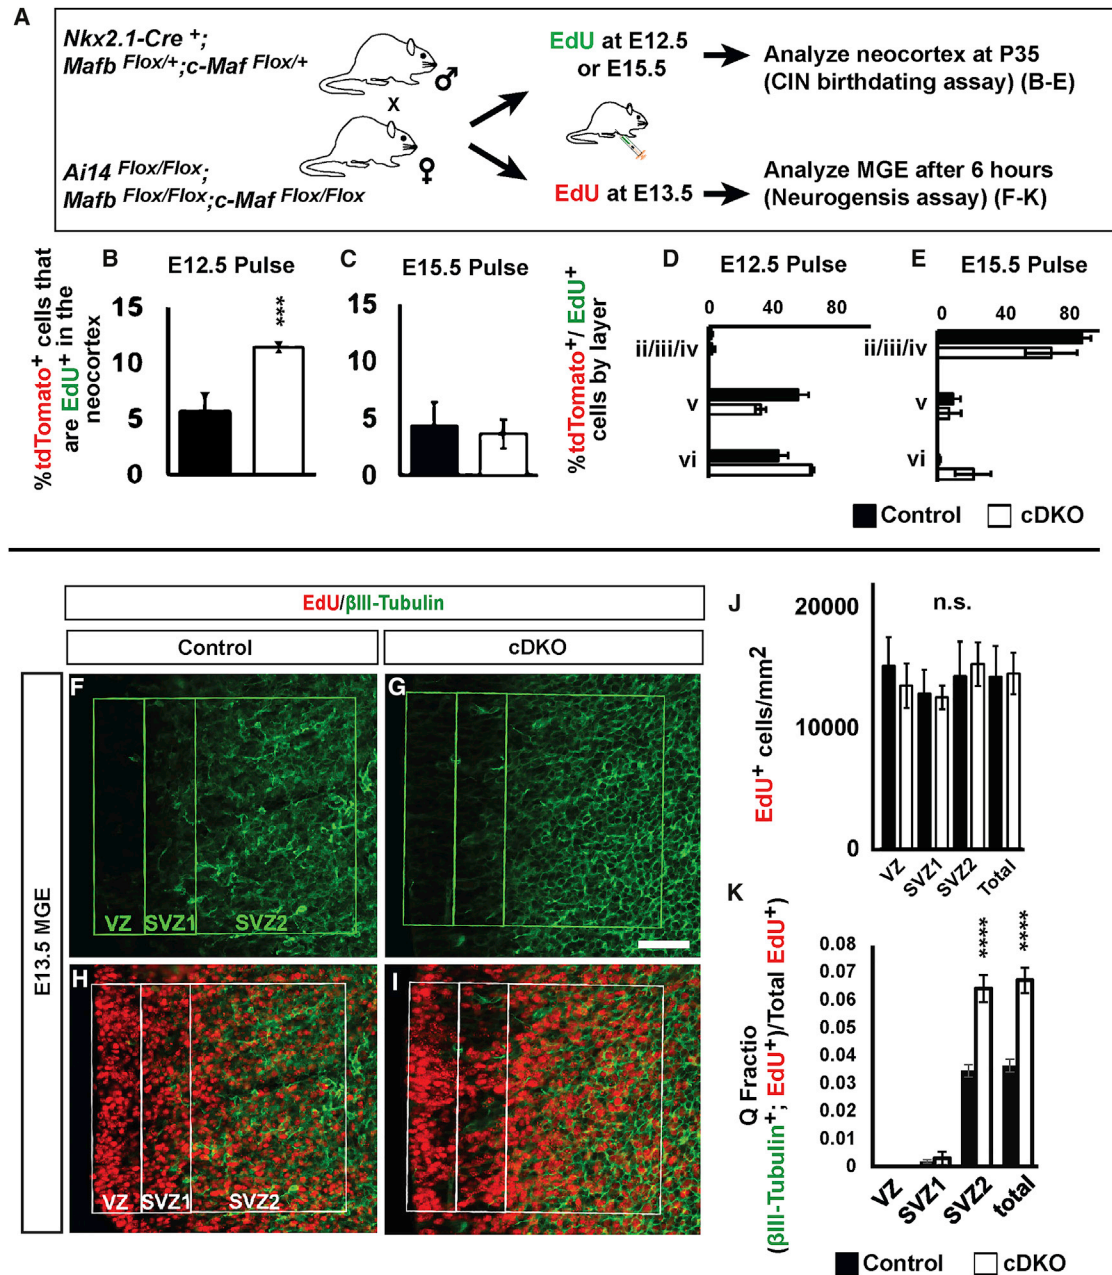 A
Nkx2.1-Cre +;
Mafb Flox/+;c-Maf Flox/+
♂
X
♀
Ai14 Flox/Flox;
Mafb Flox/Flox;c-Maf Flox/Flox
EdU at E12.5
or E15.5
EdU at E13.5
Analyze neocortex at P35
(CIN birthdating assay) (B-E)
Analyze MGE after 6 hours
(Neurogensis assay) (F-K)
B
E12.5 Pulse
%tdTomato+ cells that
are EdU+ in the
neocortex
15
10
5
0
***
C
E15.5 Pulse
15
10
5
0
%tdTomato+/ EdU+
cells by layer
D
E12.5 Pulse
0 40 80
ii/iii/iv
v
vi
E
E15.5 Pulse
0 40 80
ii/iii/iv
v
vi
Control
cDKO
EdU/βIII-Tubulin
Control
cDKO
E13.5 MGE
F
VZ SVZ1 SVZ2
G
H
VZ SVZ1 SVZ2
I
J
n.s.
EdU+ cells/mm2
20000
10000
0
VZ
SVZ1
SVZ2
Total
K
Q Fractio
(βIII-Tubulin+; EdU+)/Total EdU+)
0.08
0.07
0.06
0.05
0.04
0.03
0.02
0.01
0
****
****
VZ
SVZ1
SVZ2
total
Control
cDKO